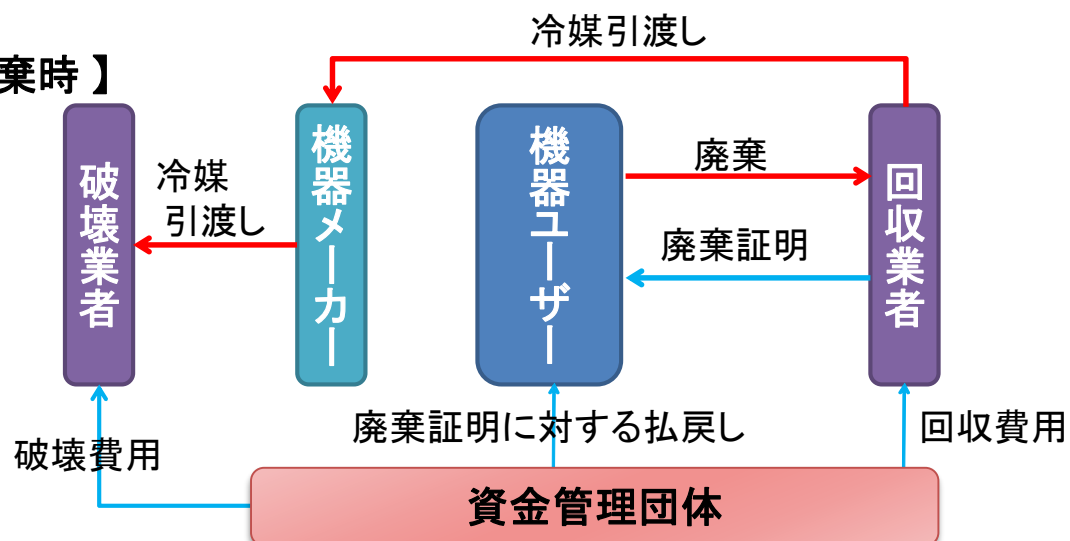 冷媒引渡し
棄時 】
破壊業者
冷媒
引渡し
機器メーカー
機器ユーザー
廃棄
廃棄証明
回収業者
破壊費用
廃棄証明に対する払戻し
回収費用
資金管理団体